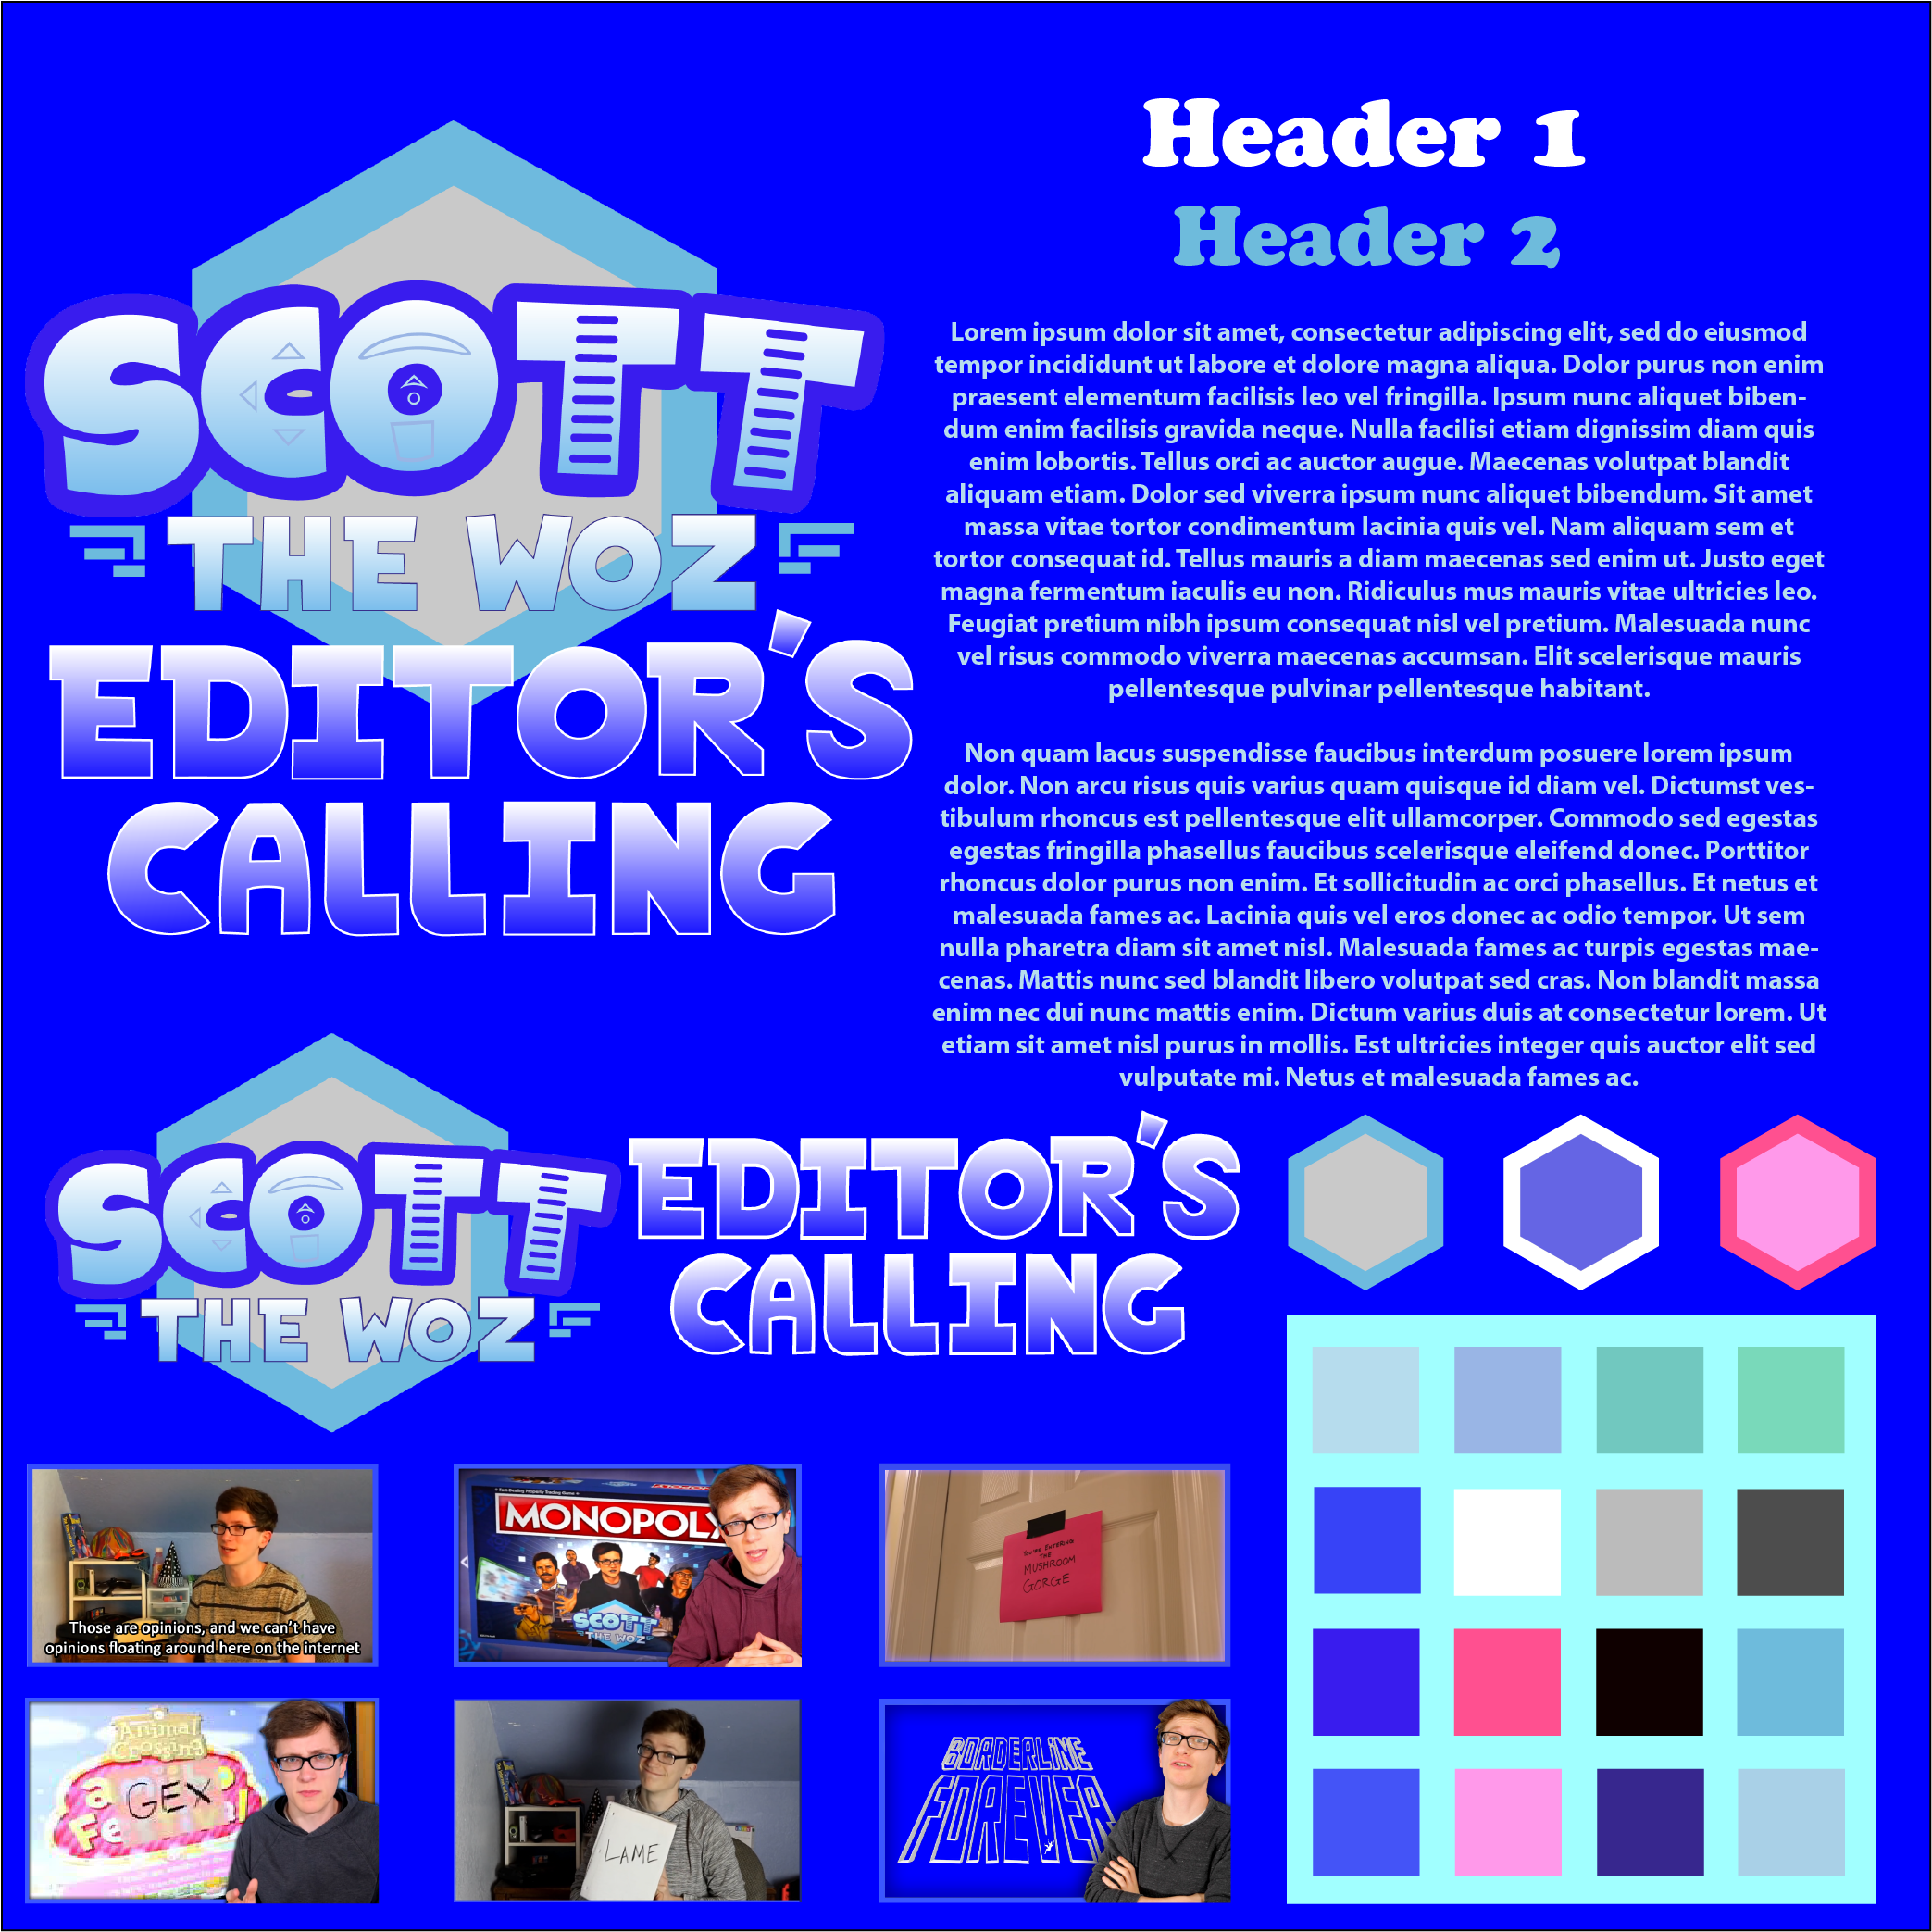 SCOTT
THE WOZ
EDITOR'S
CALLING
Header 1
Header 2
Lorem ipsum dolor sit amet, consectetur adipiscing elit, sed do eiusmod
tempor incididunt ut labore et dolore magna aliqua. Dolor purus non enim
praesent elementum facilisis leo vel fringilla. Ipsum nunc aliquet biben-
dum enim facilisis gravida neque. Nulla facilisi etiam dignissim diam quis
enim lobortis. Tellus orci ac auctor augue. Maecenas volutpat blandit
aliquam etiam. Dolor sed viverra ipsum nunc aliquet bibendum. Sit amet
massa vitae tortor condimentum lacinia quis vel. Nam aliquam sem et
tortor consequat id. Tellus mauris a diam maecenas sed enim ut. Justo eget
magna fermentum iaculis eu non. Ridiculus mus mauris vitae ultricies leo.
Feugiat pretium nibh ipsum consequat nisl vel pretium. Malesuada nunc
vel risus commodo viverra maecenas accumsan. Elit scelerisque mauris
pellentesque pulvinar pellentesque habitant.
Non quam lacus suspendisse faucibus interdum posuere lorem ipsum
dolor. Non arcu risus quis varius quam quisque id diam vel. Dictumst ves-
tibulum rhoncus est pellentesque elit ullamcorper. Commodo sed egestas
egestas fringilla phasellus faucibus scelerisque eleifend donec. Porttitor
rhoncus dolor purus non enim. Et sollicitudin ac orci phasellus. Et netus et
malesuada fames ac. Lacinia quis vel eros donec ac odio tempor. Ut sem
nulla pharetra diam sit amet nisl. Malesuada fames ac turpis egestas mae-
cenas. Mattis nunc sed blandit libero volutpat sed cras. Non blandit massa
enim nec dui nunc mattis enim. Dictum varius duis at consectetur lorem. Ut
etiam sit amet nisl purus in mollis. Est ultricies integer quis auctor elit sed
vulputate mi. Netus et malesuada fames ac.
SCOTT
THE WOZ
EDITOR'S
CALLING
Those are opinions, and we can't have
opinions floating around here on the internet
MONOPOLY
SCOTT
THE WOZ
YOU'RE ENTERING
THE
MUSHROOM
GORGE
Animal
Crossing
GEX
LAME
BORDERLINE
FOREVER